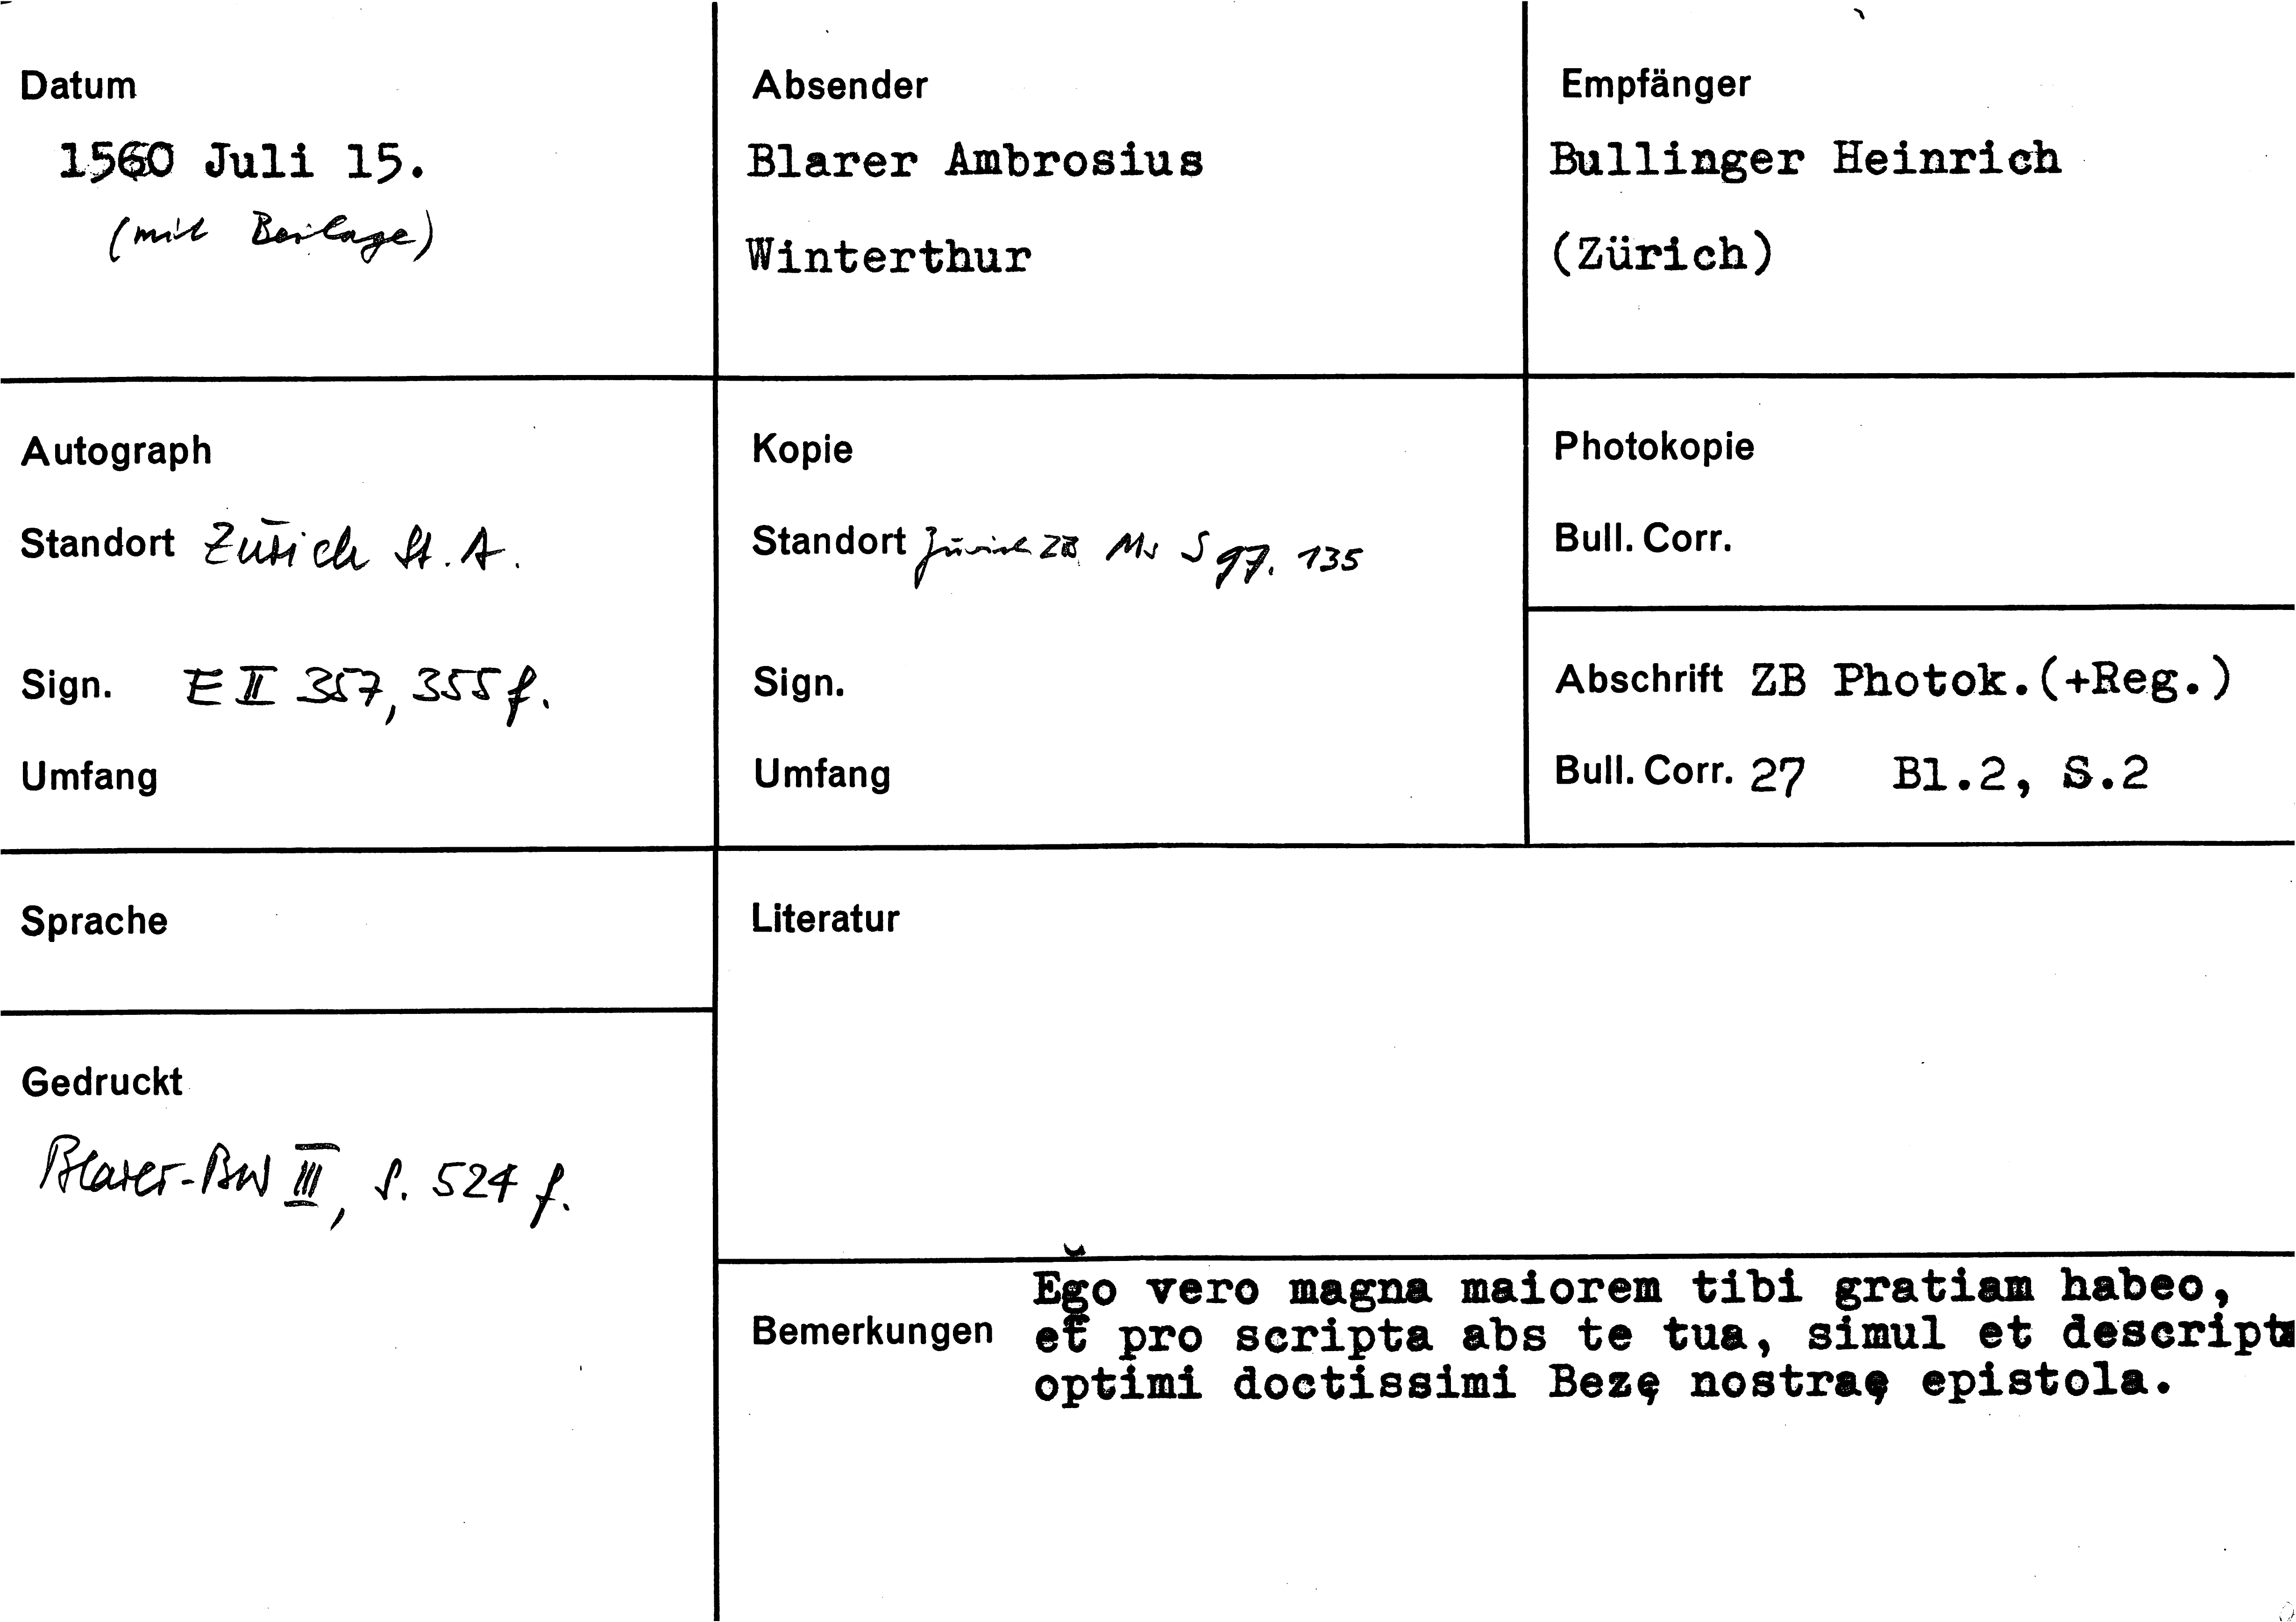 Datum
1560 Juli 15.
(mit Beilage)
Absender
Blarer Ambrosius
Winterthur
Empfänger
Bullinger Heinrich
(Zürich)
Autograph
Standort Zürich St. A.
Sign. E II 357, 355 f.
Umfang
Kopie
Standort Zürich ZB Ms S 97. 135
Sign.
Umfang
Photokopie
Bull. Corr.
Abschrift ZB Photok.(+Reg.)
Bull. Corr. 27 Bl.2, S.2
Sprache
Literatur
Gedruckt
Blarer-BW III, S. 524 f.
Bemerkungen
Ego vero magna maiorem tibi gratiam habeo,
et pro scripta abs te tua, simul et descripta
optimi doctissimi Bezę nostraę epistola.